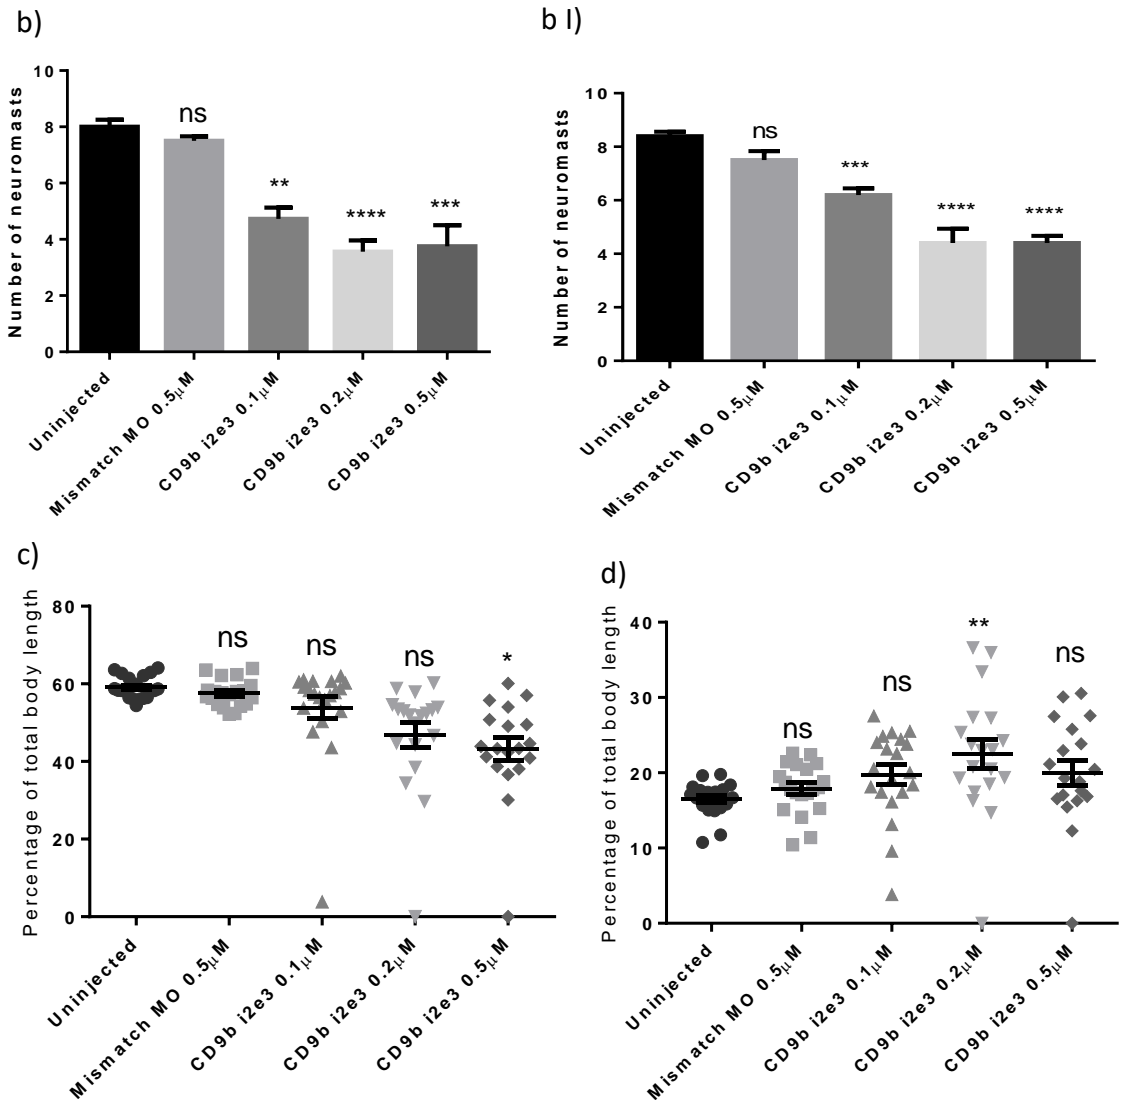 b)
Number of neuromasts
10
8
6
4
2
0
ns
**
****
***
Uninjected
Mismatch MO 0.5µM
CD9b i2e3 0.1µM
CD9b i2e3 0.2µM
CD9b i2e3 0.5µM
b I)
Number of neuromasts
10
8
6
4
2
0
ns
***
****
****
Uninjected
Mismatch MO 0.5µM
CD9b i2e3 0.1µM
CD9b i2e3 0.2µM
CD9b i2e3 0.5µM
c)
Percentage of total body length
80
60
40
20
0
ns
ns
ns
*
Uninjected
Mismatch MO 0.5µM
CD9b i2e3 0.1µM
CD9b i2e3 0.2µM
CD9b i2e3 0.5µM
d)
Percentage of total body length
40
30
20
10
0
ns
ns
**
ns
Uninjected
Mismatch MO 0.5µM
CD9b i2e3 0.1µM
CD9b i2e3 0.2µM
CD9b i2e3 0.5µM